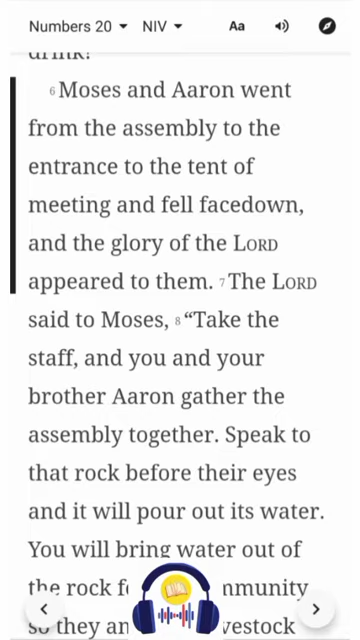 Numbers 20 NIV Aa
drink!
6 Moses and Aaron went
from the assembly to the
entrance to the tent of
meeting and fell facedown,
and the glory of the LORD
appeared to them. 7 The LORD
said to Moses, 8 “Take the
staff, and you and your
brother Aaron gather the
assembly together. Speak to
that rock before their eyes
and it will pour out its water.
You will bring water out of
the rock
so they